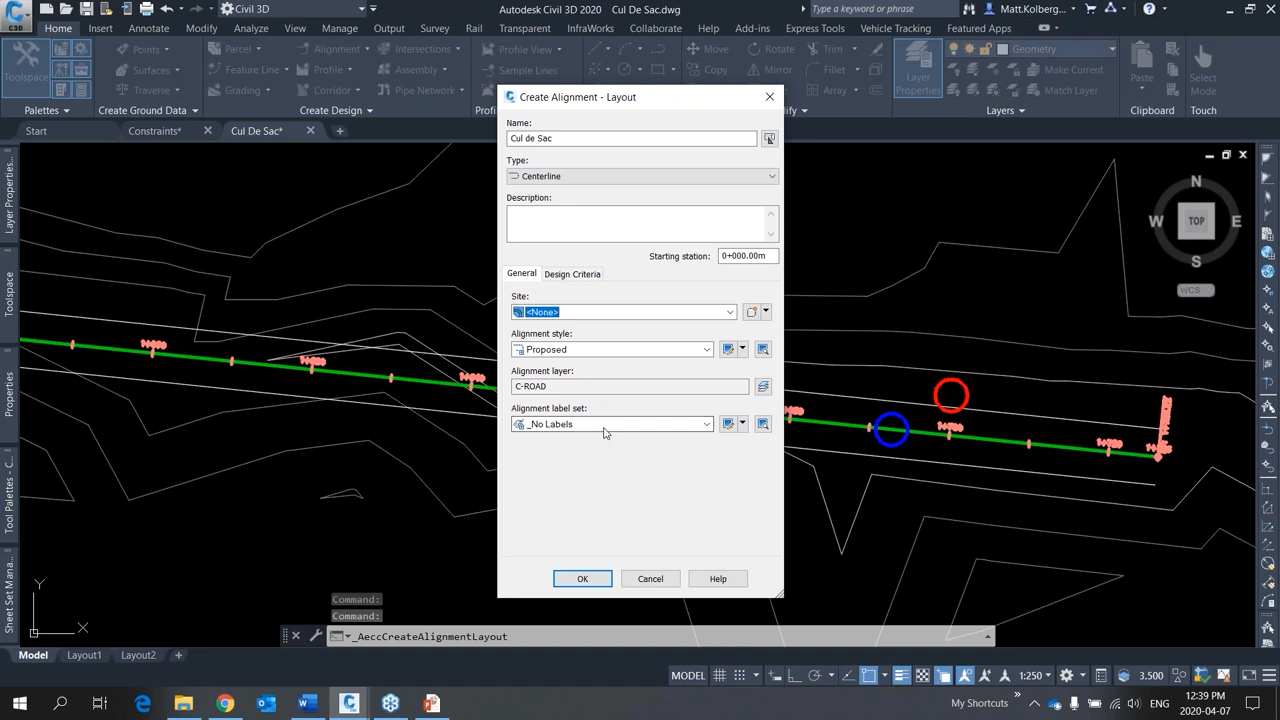 C3D
Civil 3D
Autodesk Civil 3D 2020 Cul De Sac.dwg
Type a keyword or phrase
Matt.Kolberg...
Home Insert Annotate Modify Analyze View Manage Output Survey Rail Transparent InfraWorks Collaborate Help Add-ins Express Tools Vehicle Tracking Featured Apps
Toolspace
Points
Surfaces
Traverse
Parcel
Feature Line
Grading
Alignment
Profile
Corridor
Intersections
Assembly
Pipe Network
Profile View
Sample Lines
Move
Copy
Rotate
Mirror
Scale
Trim
Fillet
Array
Layer
Properties
Geometry
Make Current
Match Layer
Paste
Select
Mode
Palettes
Create Ground Data
Create Design
Layers
Clipboard
Touch
Start Constraints* Cul De Sac*
Create Alignment - Layout
Name:
Cul de Sac
Type:
Centerline
Description:
Starting station: 0+000.00m
General Design Criteria
Site:
<None>
Alignment style:
Proposed
Alignment layer:
C-ROAD
Alignment label set:
_No Labels
OK Cancel Help
N
W TOP E
S
WCS
Layer Properties...
Toolspace
Properties
Tool Palettes - C...
Sheet Set Mana...
Y
X
Command:
Command:
_AeccCreateAlignmentLayout
Model Layout1 Layout2
MODEL 1:250 3.500
My Shortcuts
ENG
12:39 PM
2020-04-07